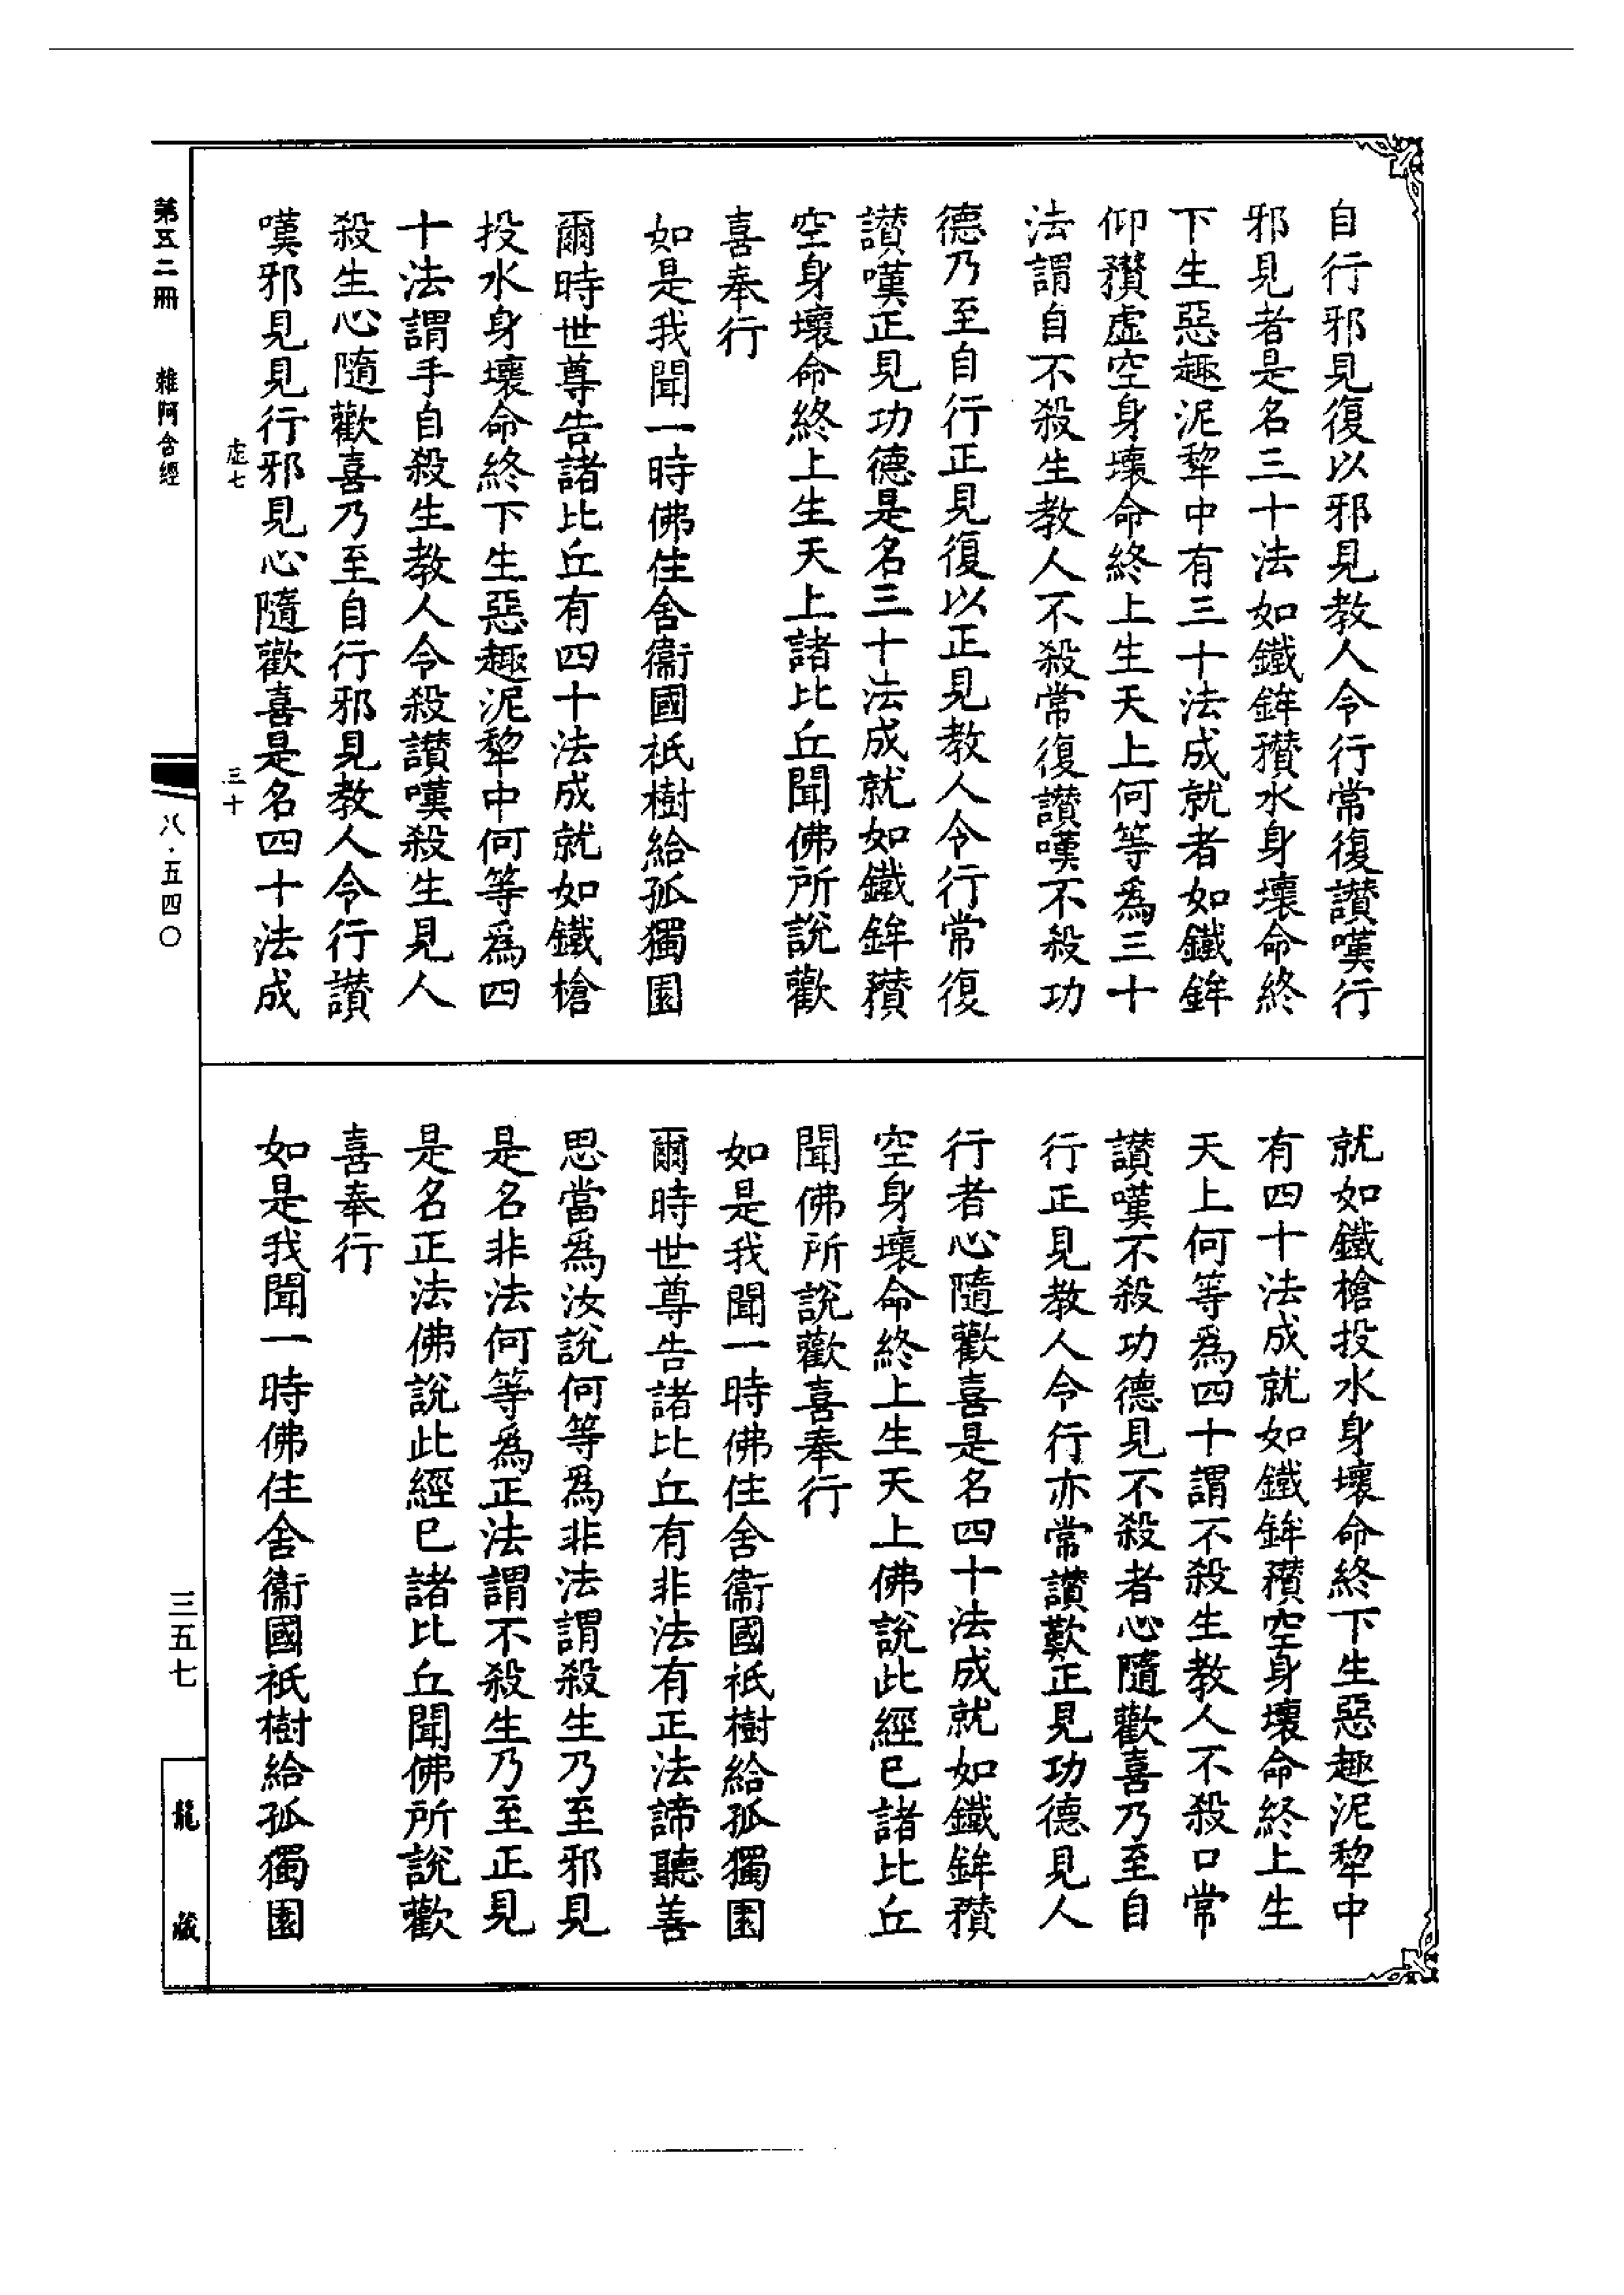 自行邪見復以邪見教人令行常復讃嘆行
邪見者是名三十法如鐵鉾矟水身壞命終
下生惡趣泥犂中有三十法成就者如鐵鉾
仰矟虛空身壞命終上生天上何等爲三十
法謂自不殺生教人不殺常復讃嘆不殺功
德乃至自行正見復以正見教人令行常復
讃嘆正見功德是名三十法成就如鐵鉾矟
空身壞命終上生天上諸比丘聞佛所說歡
喜奉行
如是我聞一時佛住舍衞國祇樹給孤獨園
爾時世尊告諸比丘有四十法成就如鐵槍
投水身壞命終下生惡趣泥犂中何等爲四
十法謂手自殺生教人令殺讃嘆殺生見人
殺生心隨歡喜乃至自行邪見教人令行讃
嘆邪見見行邪見心隨歡喜是名四十法成
虛七
三十
第五二冊
雜阿含經
八·五四〇
就如鐵槍投水身壞命終下生惡趣泥犂中
有四十法成就如鐵鉾矟空身壞命終上生
天上何等爲四十謂不殺生教人不殺口常
讃嘆不殺功德見不殺者心隨歡喜乃至自
行正見教人令行亦常讃歎正見功德見人
行者心隨歡喜是名四十法成就如鐵鉾矟
空身壞命終上生天上佛說此經已諸比丘
聞佛所說歡喜奉行
如是我聞一時佛住舍衞國祇樹給孤獨園
爾時世尊告諸比丘有非法有正法諦聽善
思當爲汝說何等爲非法謂殺生乃至邪見
是名非法何等爲正法謂不殺生乃至正見
是名正法佛說此經已諸比丘聞佛所說歡
喜奉行
如是我聞一時佛住舍衞國祇樹給孤獨園
三五七
龍藏